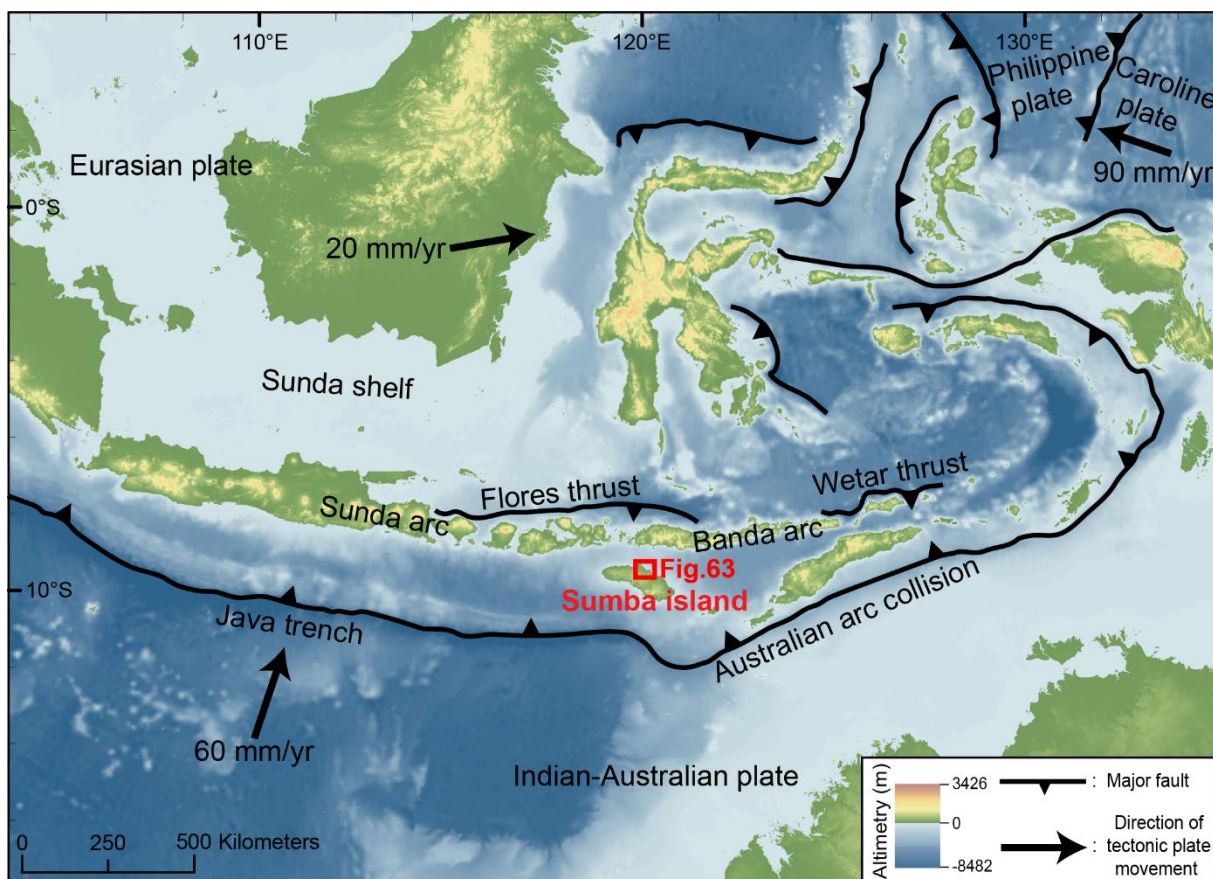 110°E
120°E
130°E
Philippine
plate
Caroline
plate
90 mm/yr
Eurasian plate
0°S
20 mm/yr
Sunda shelf
Flores thrust
Wetar thrust
Sunda arc
Banda arc
Fig.63
Sumba island
10°S
Java trench
Australian arc collision
60 mm/yr
Indian-Australian plate
0 250 500 Kilometers
Altimetry (m)
3426
0
-8482
: Major fault
Direction of
: tectonic plate
movement